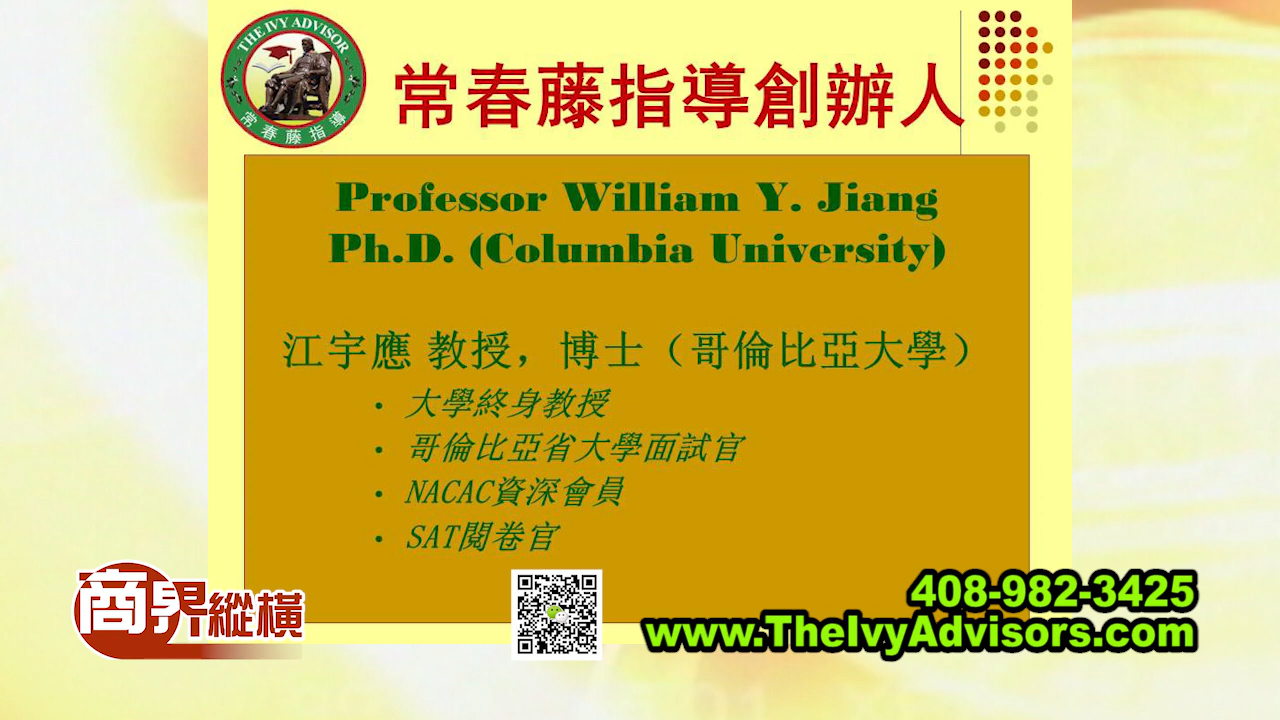 THE IVY ADVISOR
常春藤指導
常春藤指導創辦人
Professor William Y. Jiang
Ph.D. (Columbia University)
江宇應 教授，博士（哥倫比亞大學）
• 大學終身教授
• 哥倫比亞省大學面試官
• NACAC資深會員
• SAT閱卷官
商界縱橫
408-982-3425
www.TheIvyAdvisors.com